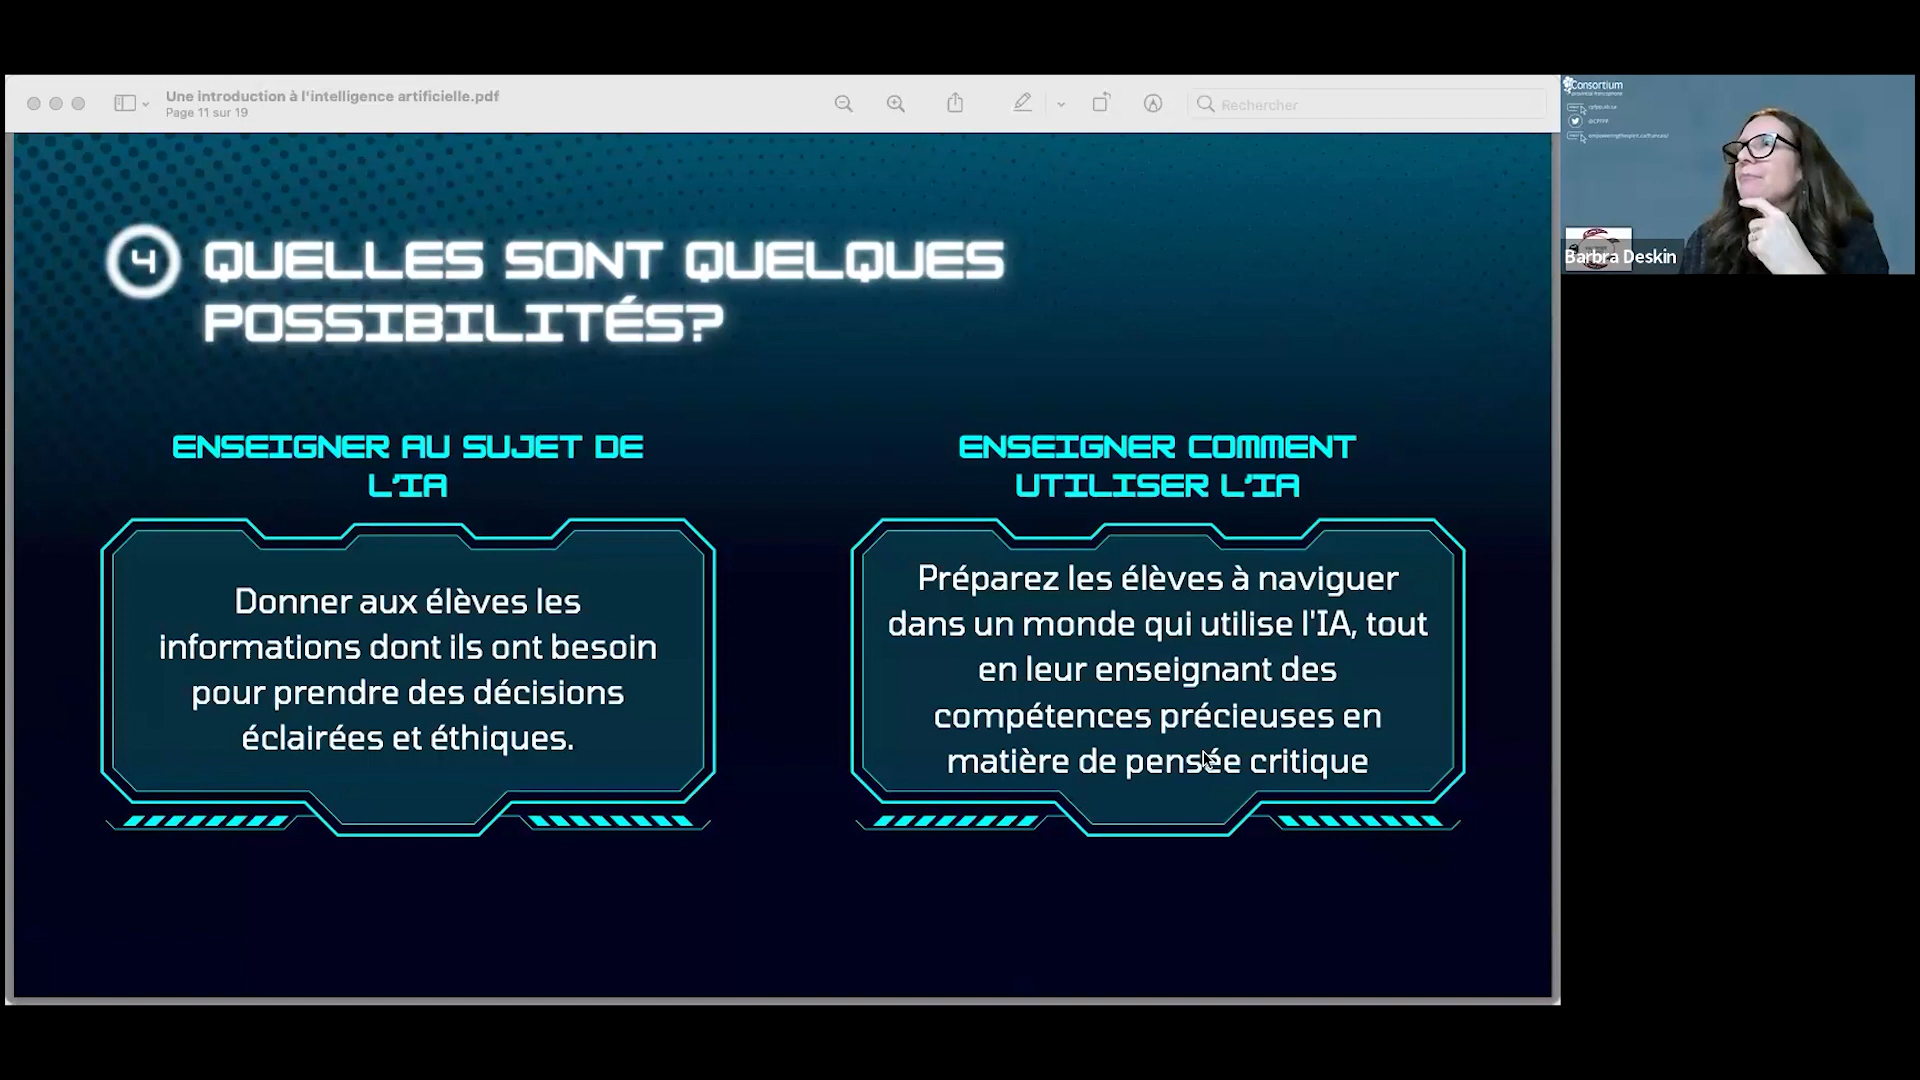 Une introduction à l'intelligence artificielle.pdf
Page 11 sur 19
Rechercher
4
QUELLES SONT QUELQUES
POSSIBILITÉS?
ENSEIGNER AU SUJET DE
L'IA
Donner aux élèves les
informations dont ils ont besoin
pour prendre des décisions
éclairées et éthiques.
ENSEIGNER COMMENT
UTILISER L'IA
Préparez les élèves à naviguer
dans un monde qui utilise l'IA, tout
en leur enseignant des
compétences précieuses en
matière de pensée critique
Consortium
provincial francophone
Barbra Deskin